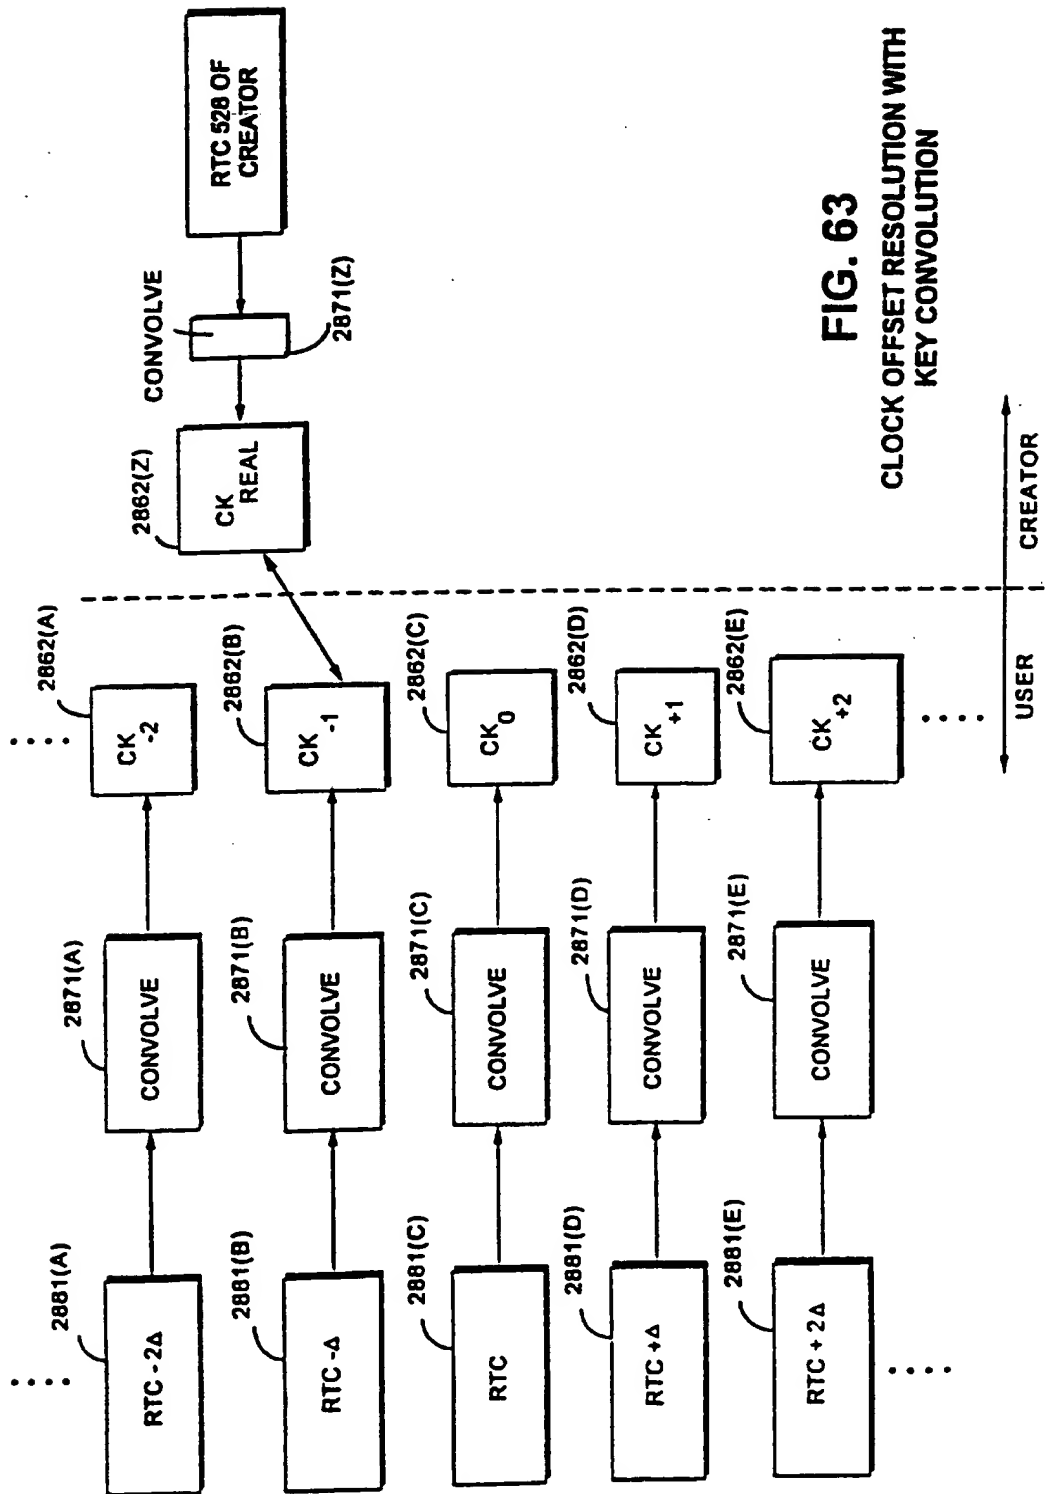 2881(A)
RTC - 2Δ
2871(A)
CONVOLVE
2862(A)
CK -2
2881(B)
RTC -Δ
2871(B)
CONVOLVE
2862(B)
CK -1
2862(Z)
CK REAL
CONVOLVE
2871(Z)
RTC 528 OF
CREATOR
2881(C)
RTC
2871(C)
CONVOLVE
2862(C)
CK 0
2881(D)
RTC +Δ
2871(D)
CONVOLVE
2862(D)
CK +1
2881(E)
RTC + 2Δ
2871(E)
CONVOLVE
2862(E)
CK +2
USER
CREATOR
FIG. 63
CLOCK OFFSET RESOLUTION WITH
KEY CONVOLUTION